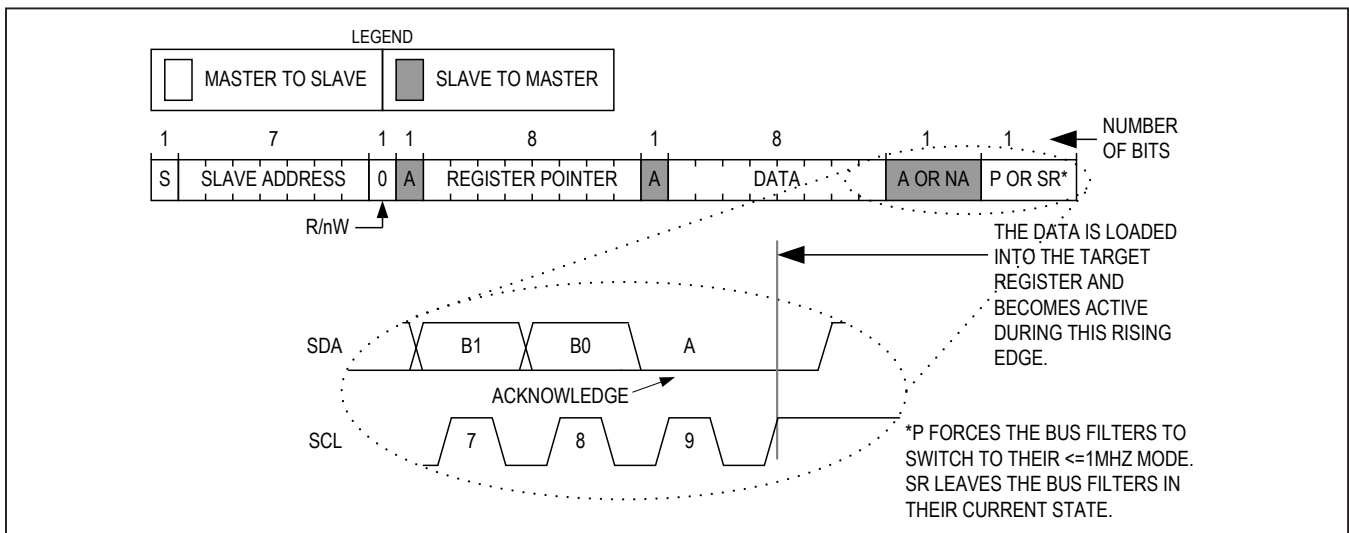 LEGEND
MASTER TO SLAVE
SLAVE TO MASTER
1 7 1 1 8 1 8 1 1
NUMBER
OF BITS
S SLAVE ADDRESS 0 A REGISTER POINTER A DATA A OR NA P OR SR*
R/nW
THE DATA IS LOADED
INTO THE TARGET
REGISTER AND
BECOMES ACTIVE
DURING THIS RISING
EDGE.
SDA B1 B0 A
ACKNOWLEDGE
SCL 7 8 9
*P FORCES THE BUS FILTERS TO
SWITCH TO THEIR <=1MHZ MODE.
SR LEAVES THE BUS FILTERS IN
THEIR CURRENT STATE.